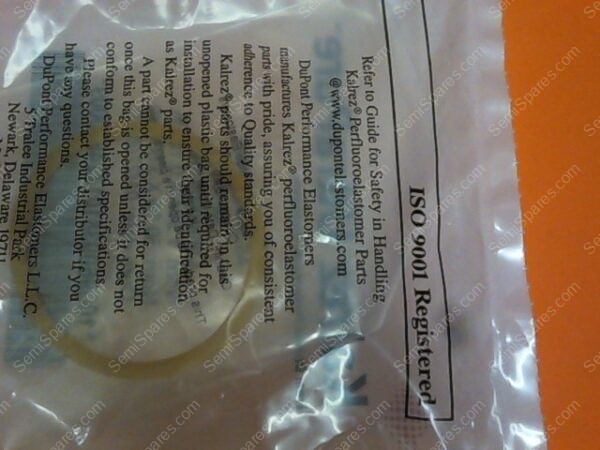 ISO 9001 Registered
Refer to Guide for Safety in Handling
Kalrez® Perfluoroelastomer Parts
@www.dupontelastomers.com
DuPont Performance Elastomers
manufactures Kalrez® perfluoroelastomer
parts with pride, assuring you of consistent
adherence to Quality standards.
Kalrez® parts should remain in this
unopened plastic bag until required for
installation to ensure their identification
as Kalrez® parts.
A part cannot be considered for return
once this bag is opened unless it does not
conform to established specifications.
Please contact your distributor if you
have any questions.
DuPont Performance Elastomers L.L.C.
5 Tralee Industrial Park
Newark, Delaware 19711
SemiSpares.com